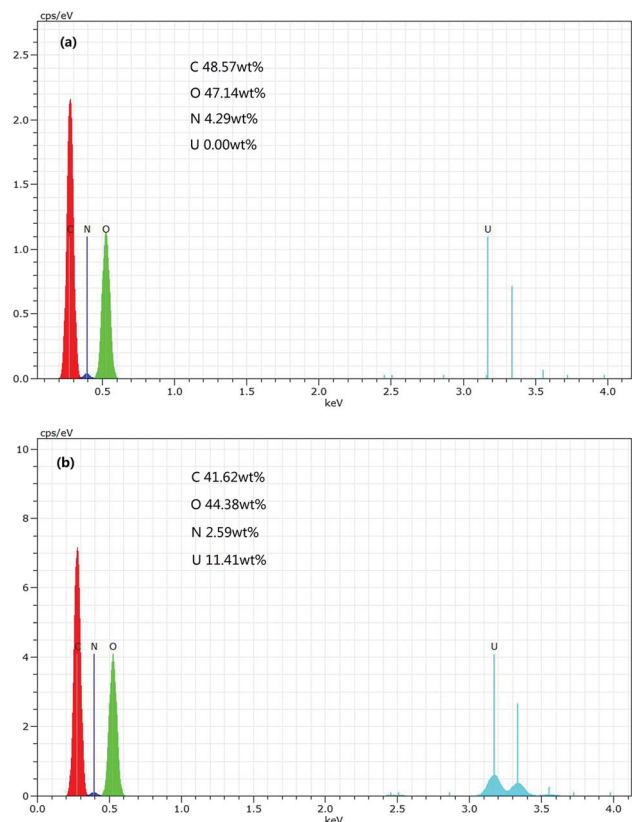 cps/eV
(a)
C 48.57wt%
O 47.14wt%
N 4.29wt%
U 0.00wt%
2.5
2.0
1.5
1.0
0.5
0.0
C N O
U
0.0 0.5 1.0 1.5 2.0 2.5 3.0 3.5 4.0
keV
cps/eV
(b)
C 41.62wt%
O 44.38wt%
N 2.59wt%
U 11.41wt%
10
8
6
4
2
0
C N O
U
0.0 0.5 1.0 1.5 2.0 2.5 3.0 3.5 4.0
keV